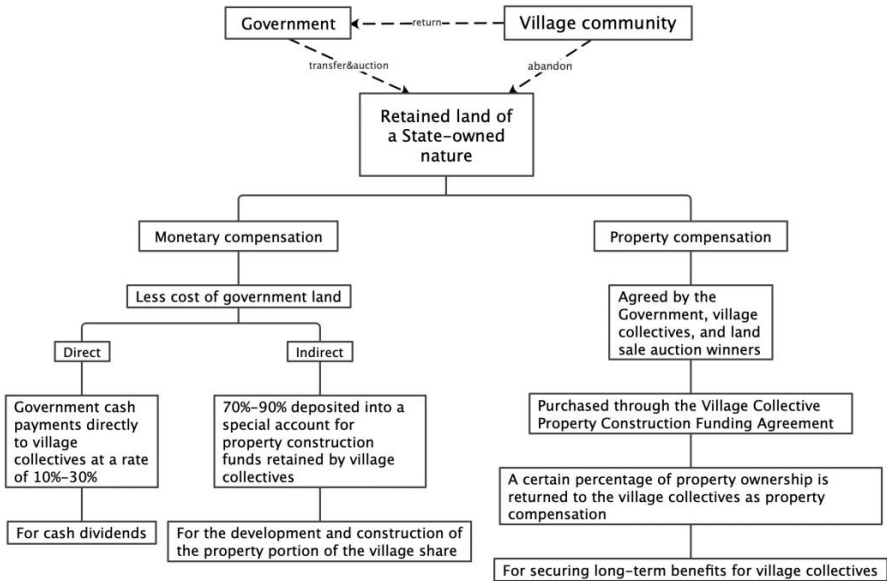 Government
return
Village community
transfer&auction
abandon
Retained land of
a State-owned
nature
Monetary compensation
Property compensation
Less cost of government land
Direct
Indirect
Agreed by the
Government, village
collectives, and land
sale auction winners
Government cash
payments directly
to village
collectives at a rate
of 10%-30%
70%-90% deposited into a
special account for
property construction
funds retained by village
collectives
Purchased through the Village Collective
Property Construction Funding Agreement
A certain percentage of property ownership is
returned to the village collectives as property
compensation
For cash dividends
For the development and construction of
the property portion of the village share
For securing long-term benefits for village collectives